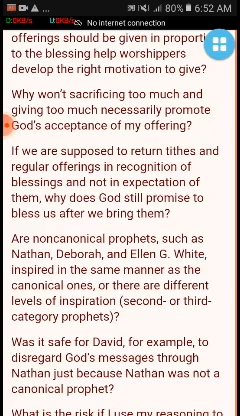 0KB/s 0KB/s 80% 6:52 AM
No internet connection
offerings should be given in proporti
to the blessing help worshippers
develop the right motivation to give?
Why won't sacrificing too much and
giving too much necessarily promote
God's acceptance of my offering?
If we are supposed to return tithes and
regular offerings in recognition of
blessings and not in expectation of
them, why does God still promise to
bless us after we bring them?
Are noncanonical prophets, such as
Nathan, Deborah, and Ellen G. White,
inspired in the same manner as the
canonical ones, or there are different
levels of inspiration (second- or third-
category prophets)?
Was it safe for David, for example, to
disregard God's messages through
Nathan just because Nathan was not a
canonical prophet?
What is the risk if I use my reasoning to